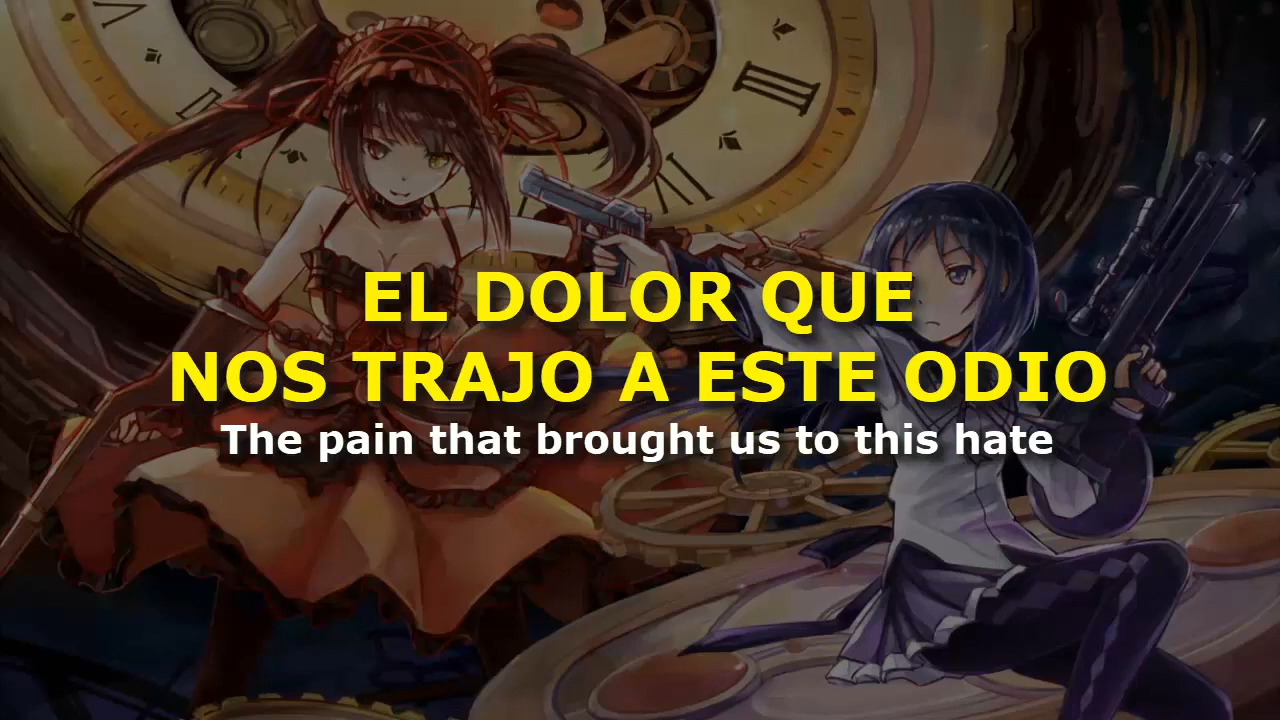 EL DOLOR QUE
NOS TRAJO A ESTE ODIO
The pain that brought us to this hate